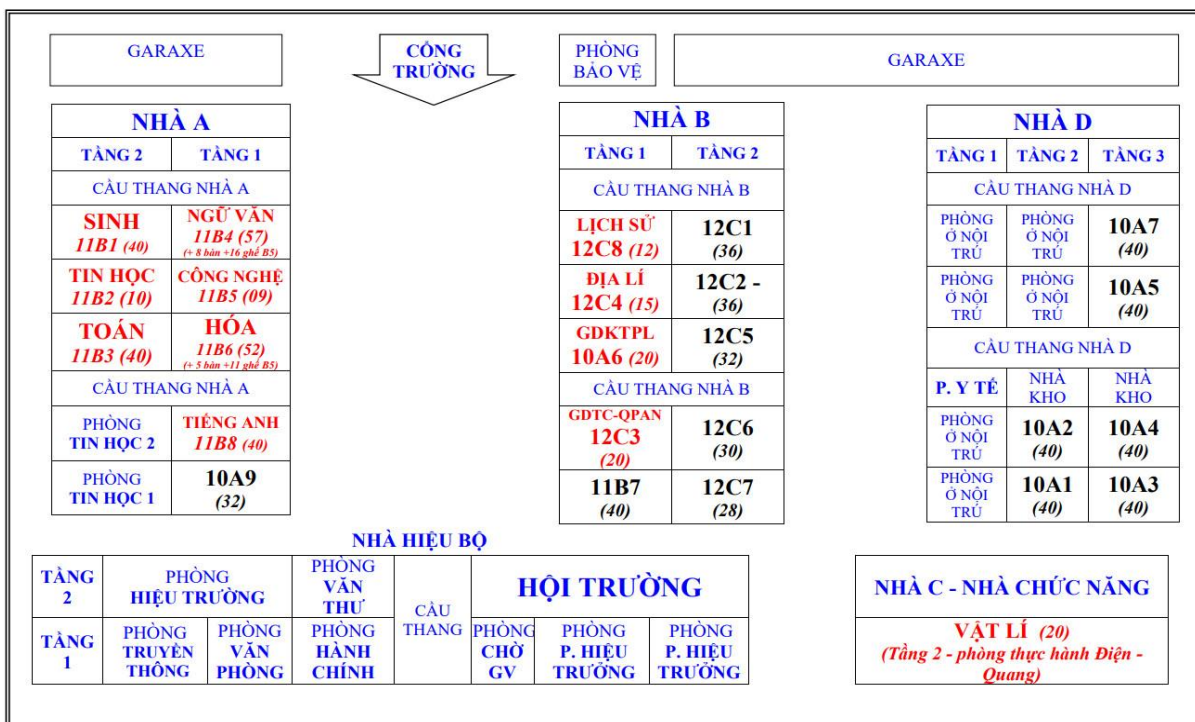 GARAXE
CỔNG
TRƯỜNG
PHÒNG
BẢO VỆ
GARAXE
NHÀ A
TẦNG 2
TẦNG 1
CẦU THANG NHÀ A
SINH
11B1 (40)
NGỮ VĂN
11B4 (57)
(+ 8 bàn +16 ghế B5)
TIN HỌC
11B2 (10)
CÔNG NGHỆ
11B5 (09)
TOÁN
11B3 (40)
HÓA
11B6 (52)
(+ 5 bàn +11 ghế B5)
CẦU THANG NHÀ A
PHÒNG
TIN HỌC 2
TIẾNG ANH
11B8 (40)
PHÒNG
TIN HỌC 1
10A9
(32)
NHÀ B
TẦNG 1
TẦNG 2
CẦU THANG NHÀ B
LỊCH SỬ
12C8 (12)
12C1
(36)
ĐỊA LÍ
12C4 (15)
12C2 -
(36)
GDKTPL
10A6 (20)
12C5
(32)
CẦU THANG NHÀ B
GDTC-QPAN
12C3
(20)
12C6
(30)
11B7
(40)
12C7
(28)
NHÀ D
TẦNG 1
TẦNG 2
TẦNG 3
CẦU THANG NHÀ D
PHÒNG
Ở NỘI
TRÚ
PHÒNG
Ở NỘI
TRÚ
10A7
(40)
PHÒNG
Ở NỘI
TRÚ
PHÒNG
Ở NỘI
TRÚ
10A5
(40)
CẦU THANG NHÀ D
P. Y TẾ
NHÀ
KHO
NHÀ
KHO
PHÒNG
Ở NỘI
TRÚ
10A2
(40)
10A4
(40)
PHÒNG
Ở NỘI
TRÚ
10A1
(40)
10A3
(40)
NHÀ HIỆU BỘ
TẦNG
2
PHÒNG
HIỆU TRƯỜNG
PHÒNG
VĂN
THƯ
CẦU
THANG
HỘI TRƯỜNG
TẦNG
1
PHÒNG
TRUYỀN
THÔNG
PHÒNG
VĂN
PHÒNG
PHÒNG
HÀNH
CHÍNH
PHÒNG
CHỜ
GV
PHÒNG
P. HIỆU
TRƯỞNG
PHÒNG
P. HIỆU
TRƯỞNG
NHÀ C - NHÀ CHỨC NĂNG
VẬT LÍ (20)
(Tầng 2 - phòng thực hành Điện -
Quang)